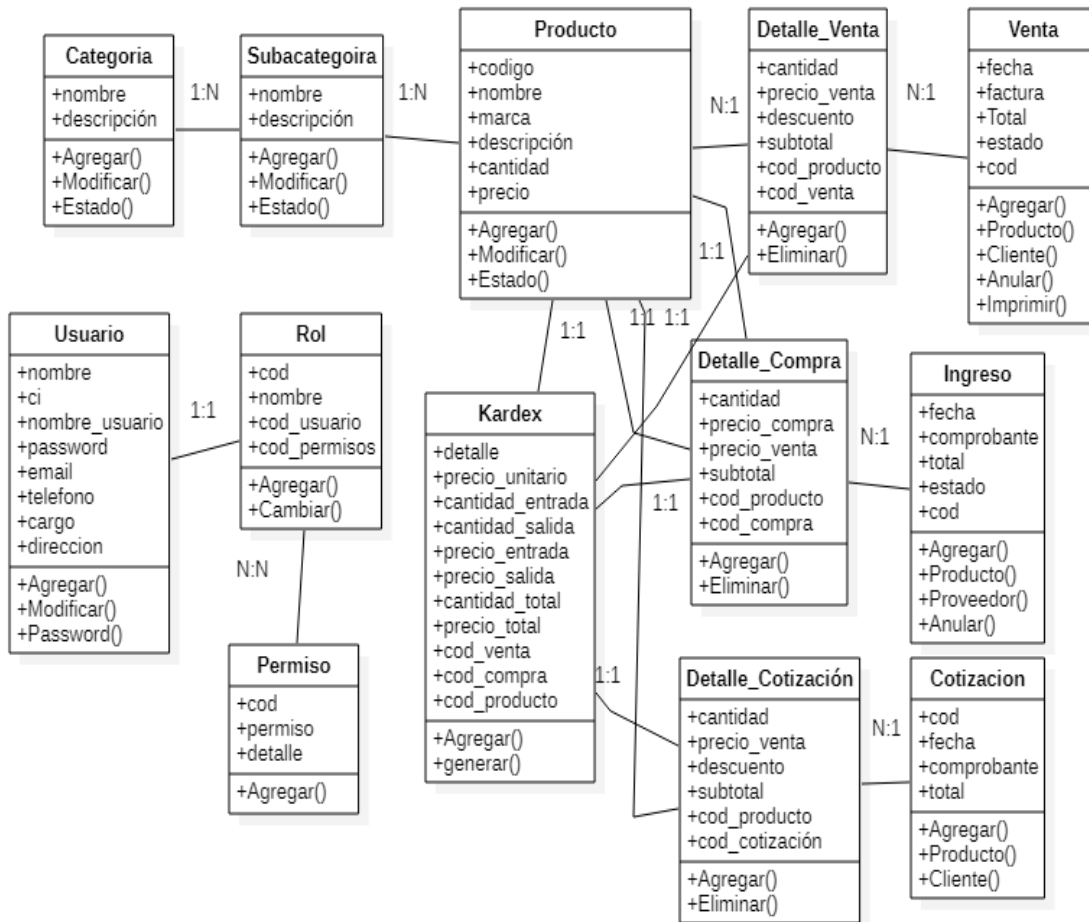 Categoria
+nombre
+descripción
+Agregar()
+Modificar()
+Estado()
1:N
Subacategoira
+nombre
+descripción
+Agregar()
+Modificar()
+Estado()
1:N
Producto
+codigo
+nombre
+marca
+descripción
+cantidad
+precio
+Agregar()
+Modificar()
+Estado()
N:1
Detalle_Venta
+cantidad
+precio_venta
+descuento
+subtotal
+cod_producto
+cod_venta
+Agregar()
+Eliminar()
N:1
Venta
+fecha
+factura
+Total
+estado
+cod
+Agregar()
+Producto()
+Cliente()
+Anular()
+Imprimir()
1:1
1:1
1:1
1:1
Usuario
+nombre
+ci
+nombre_usuario
+password
+email
+telefono
+cargo
+direccion
+Agregar()
+Modificar()
+Password()
1:1
Rol
+cod
+nombre
+cod_usuario
+cod_permisos
+Agregar()
+Cambiar()
N:N
Permiso
+cod
+permiso
+detalle
+Agregar()
Kardex
+detalle
+precio_unitario
+cantidad_entrada
+cantidad_salida
+precio_entrada
+precio_salida
+cantidad_total
+precio_total
+cod_venta
+cod_compra
+cod_producto
+Agregar()
+generar()
1:1
1:1
Detalle_Compra
+cantidad
+precio_compra
+precio_venta
+subtotal
+cod_producto
+cod_compra
+Agregar()
+Eliminar()
N:1
Ingreso
+fecha
+comprobante
+total
+estado
+cod
+Agregar()
+Producto()
+Proveedor()
+Anular()
Detalle_Cotización
+cantidad
+precio_venta
+descuento
+subtotal
+cod_producto
+cod_cotización
+Agregar()
+Eliminar()
N:1
Cotizacion
+cod
+fecha
+comprobante
+total
+Agregar()
+Producto()
+Cliente()